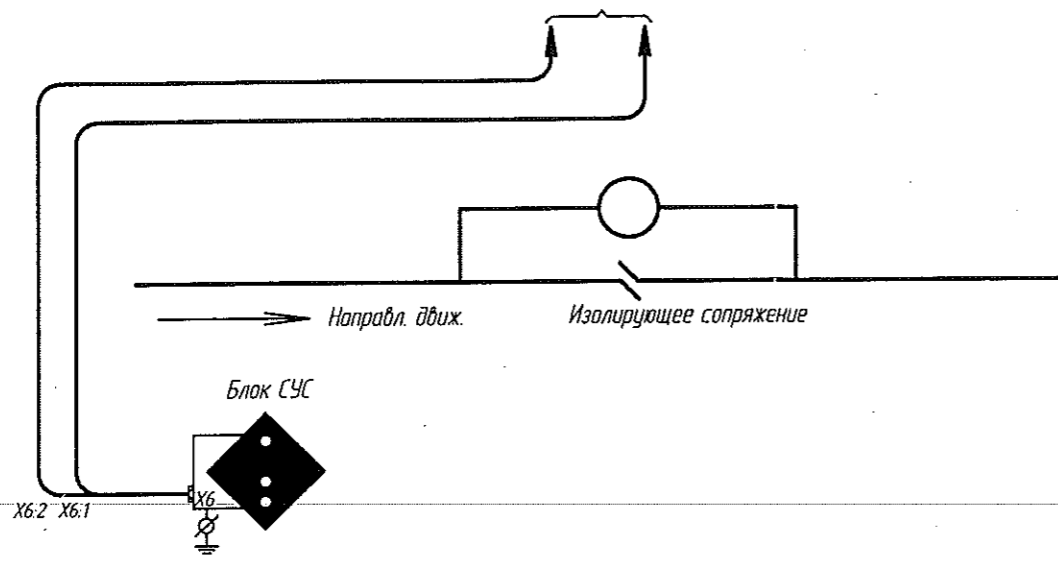 Направл. движ.
Изолирующее сопряжение
Блок СУС
X6
X6:2 X6:1